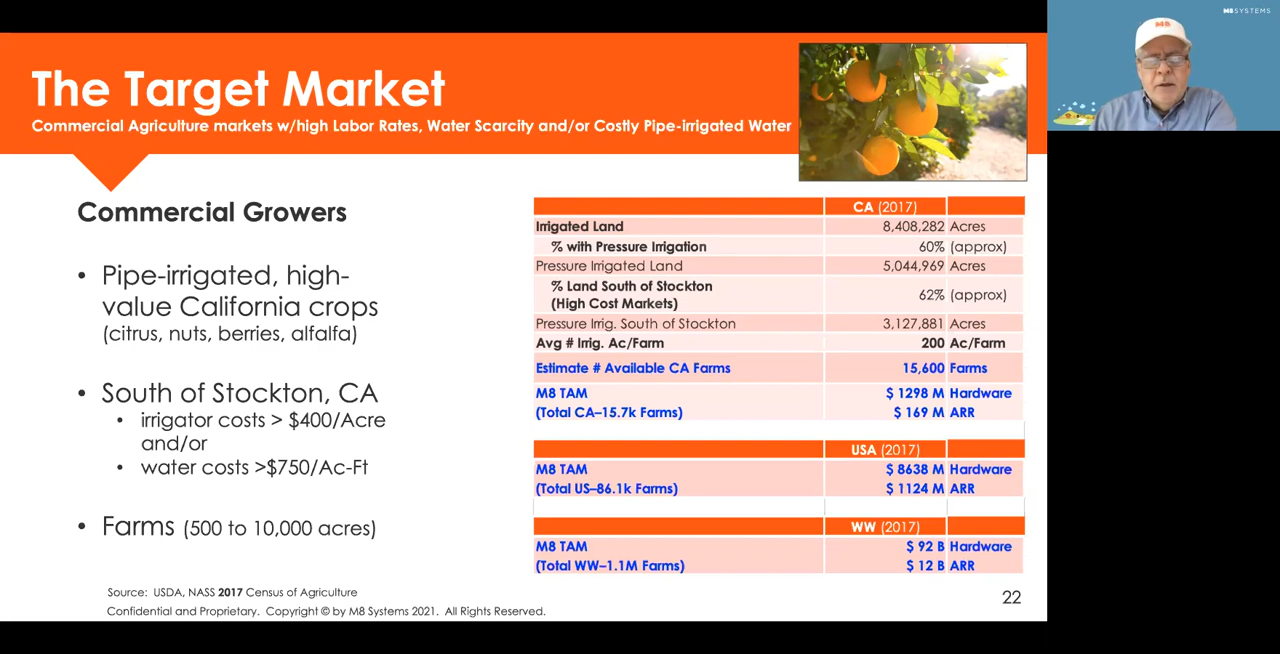 M8SYSTEMS
M8
The Target Market
Commercial Agriculture markets w/high Labor Rates, Water Scarcity and/or Costly Pipe-irrigated Water
Commercial Growers
• Pipe-irrigated, high-
value California crops
(citrus, nuts, berries, alfalfa)
• South of Stockton, CA
• irrigator costs > $400/Acre
and/or
• water costs >$750/Ac-Ft
• Farms (500 to 10,000 acres)
CA (2017)
Irrigated Land 8,408,282 Acres
% with Pressure Irrigation 60% (approx)
Pressure Irrigated Land 5,044,969 Acres
% Land South of Stockton
(High Cost Markets) 62% (approx)
Pressure Irrig. South of Stockton 3,127,881 Acres
Avg # Irrig. Ac/Farm 200 Ac/Farm
Estimate # Available CA Farms 15,600 Farms
M8 TAM $ 1298 M Hardware
(Total CA–15.7k Farms) $ 169 M ARR
USA (2017)
M8 TAM $ 8638 M Hardware
(Total US–86.1k Farms) $ 1124 M ARR
WW (2017)
M8 TAM $ 92 B Hardware
(Total WW–1.1M Farms) $ 12 B ARR
Source: USDA, NASS 2017 Census of Agriculture
Confidential and Proprietary. Copyright © by M8 Systems 2021. All Rights Reserved.
22